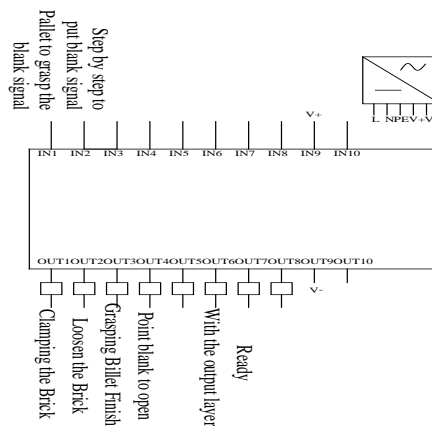 Step by step to
put blank signal
Pallet to grasp the
blank signal
L N PE V+ V
V+
IN1 IN2 IN3 IN4 IN5 IN6 IN7 IN8 IN9 IN10
OUT1 OUT2 OUT3 OUT4 OUT5 OUT6 OUT7 OUT8 OUT9 OUT10
V-
Clamping the Brick
Loosen the Brick
Grasping Billet Finish
Point blank to open
With the output layer
Ready